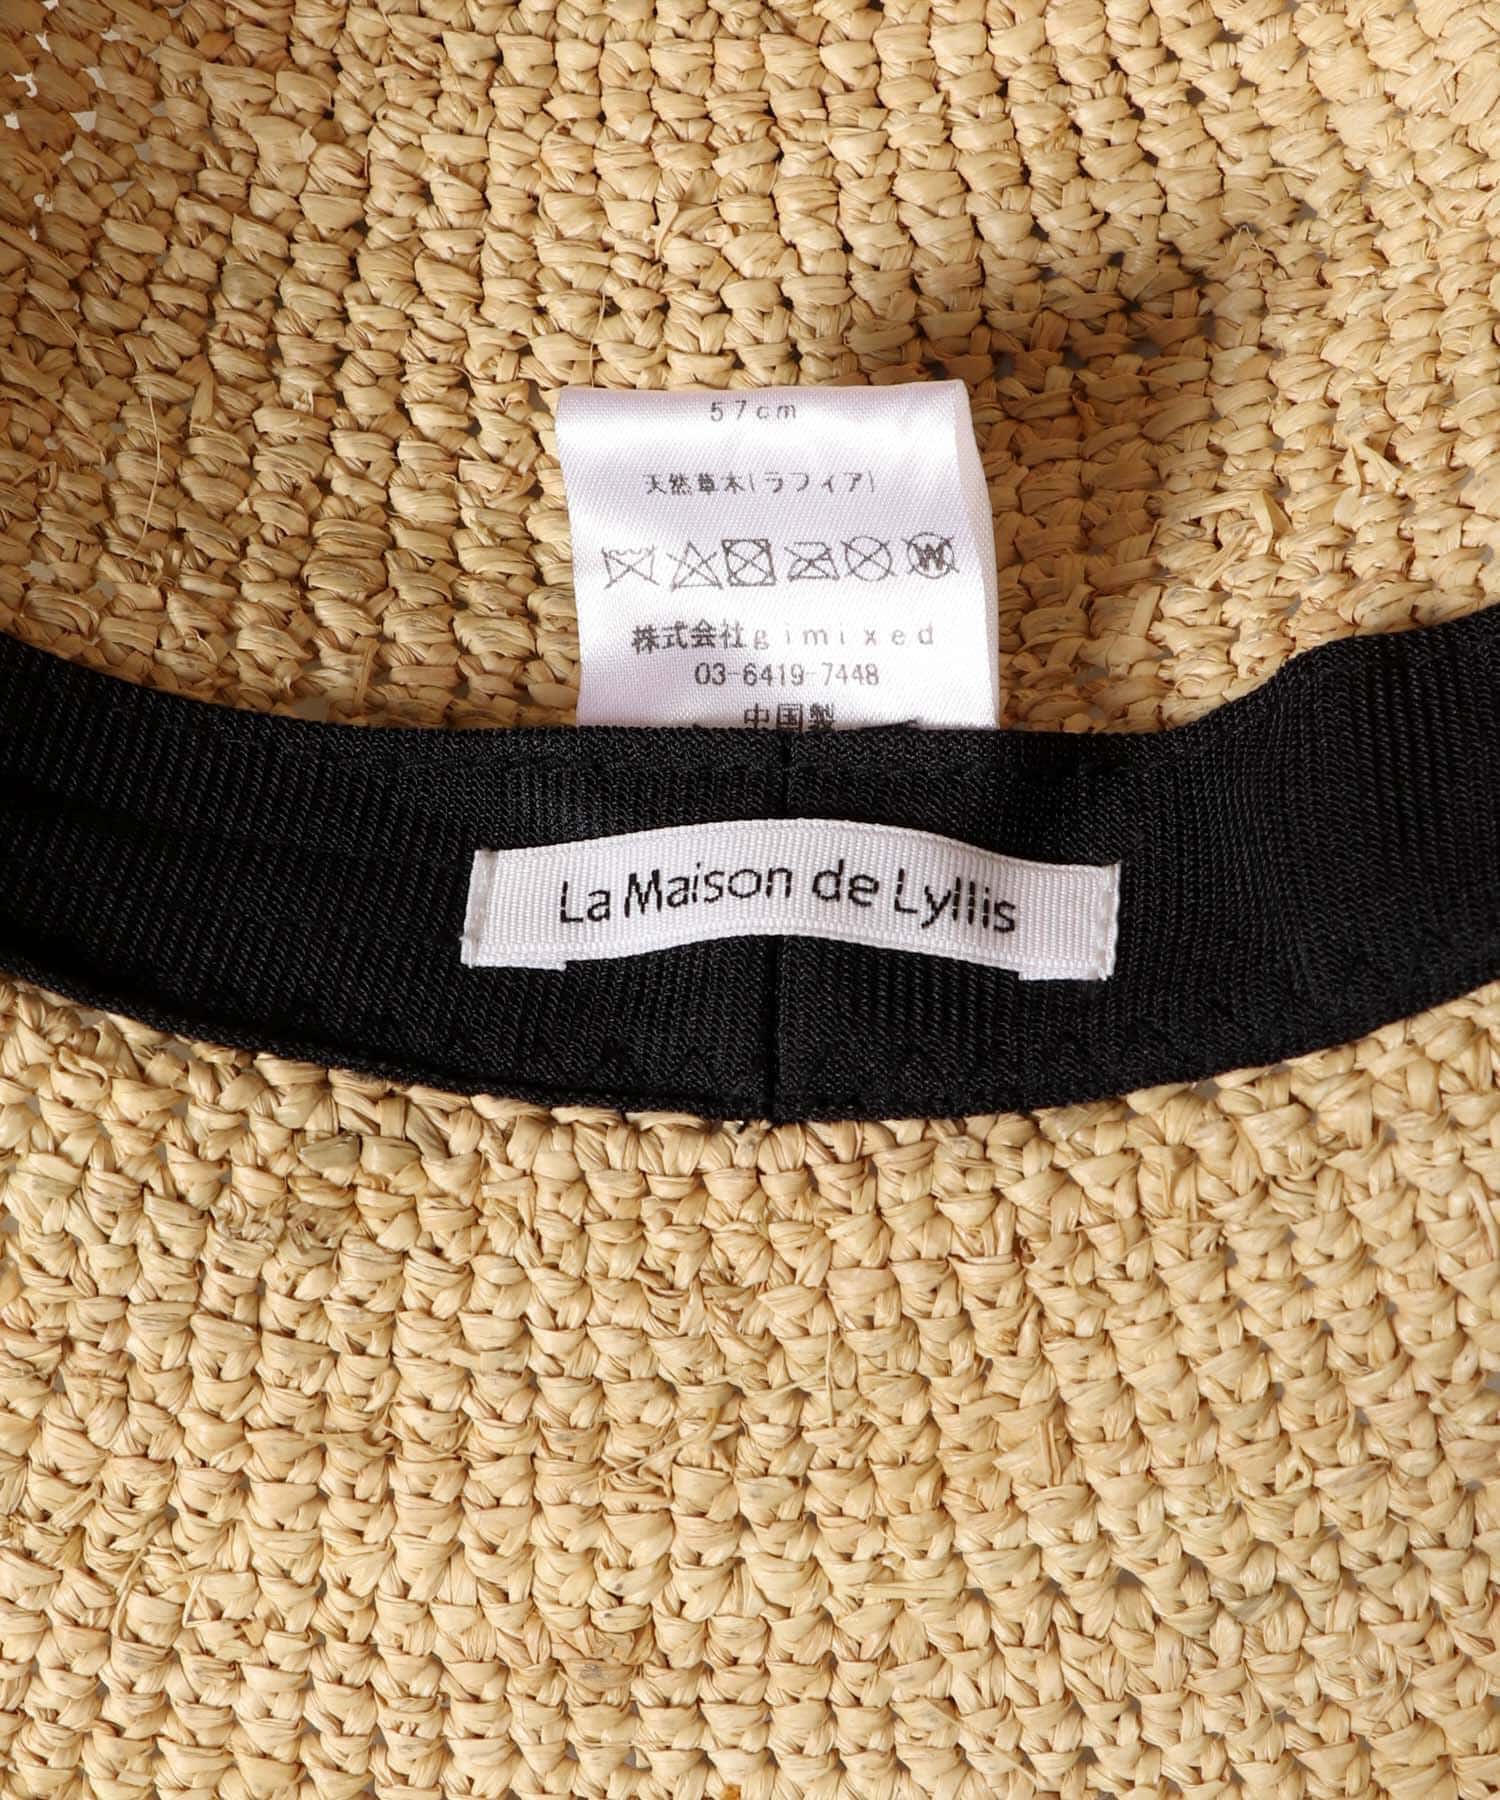 57cm
天然草木(ラフィア)
株式会社gimixed
03-6419-7448
中国製
La Maison de Lyllis